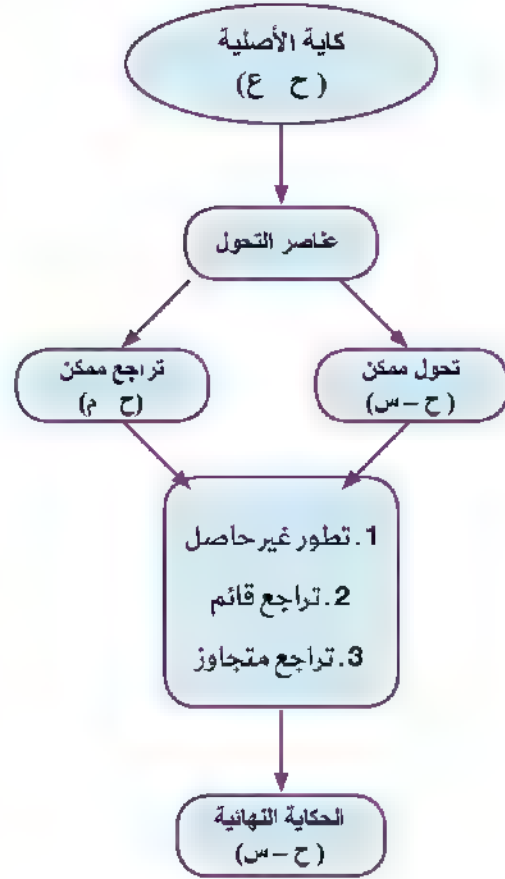 كاية الأصلية
(ح ع)
عناصر التحول
تحول ممكن
(ح – س)
تراجع ممكن
(ح م)
1. تطور غير حاصل
2. تراجع قائم
3. تراجع متجاوز
الحكاية النهائية
(ح – س)